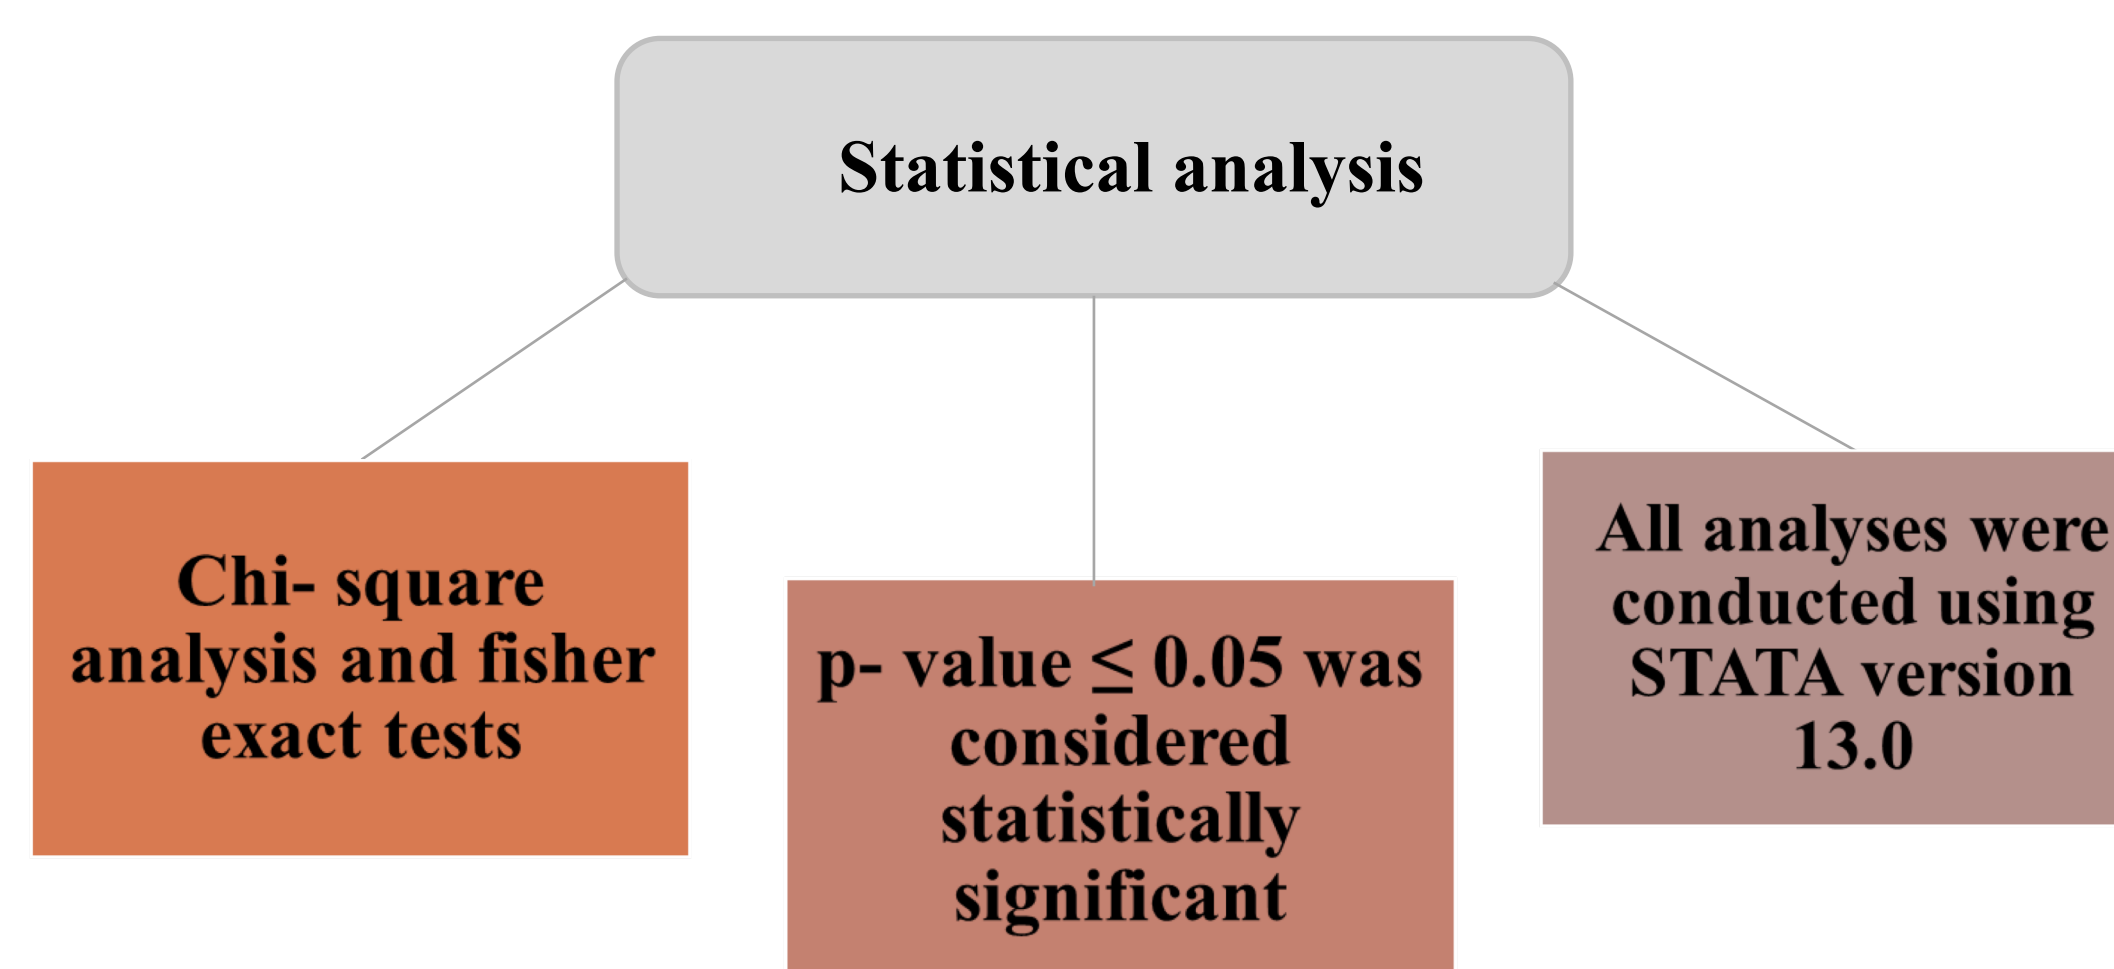 Statistical analysis
Chi- square
analysis and fisher
exact tests
p- value ≤ 0.05 was
considered
statistically
significant
All analyses were
conducted using
STATA version
13.0